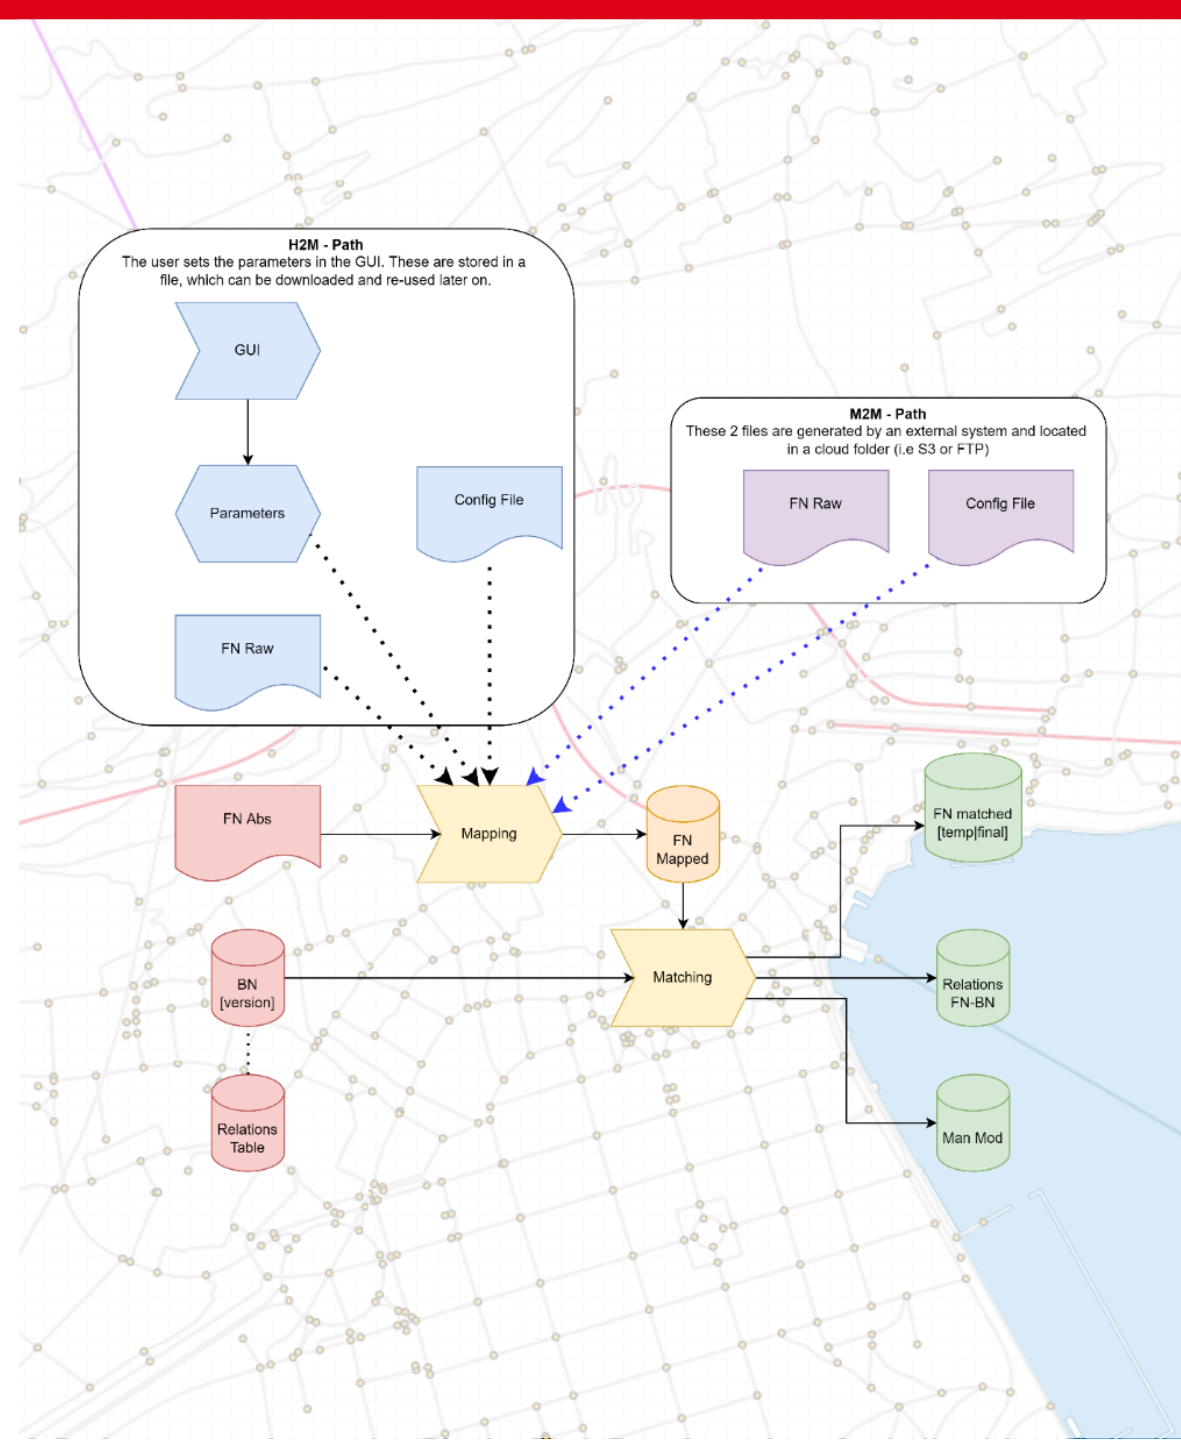 H2M - Path
The user sets the parameters in the GUI. These are stored in a
file, which can be downloaded and re-used later on.
GUI
Parameters
Config File
FN Raw
M2M - Path
These 2 files are generated by an external system and located
in a cloud folder (i.e S3 or FTP)
FN Raw
Config File
FN Abs
Mapping
FN
Mapped
FN matched
[temp|final]
BN
[version]
Matching
Relations
FN-BN
Relations
Table
Man Mod